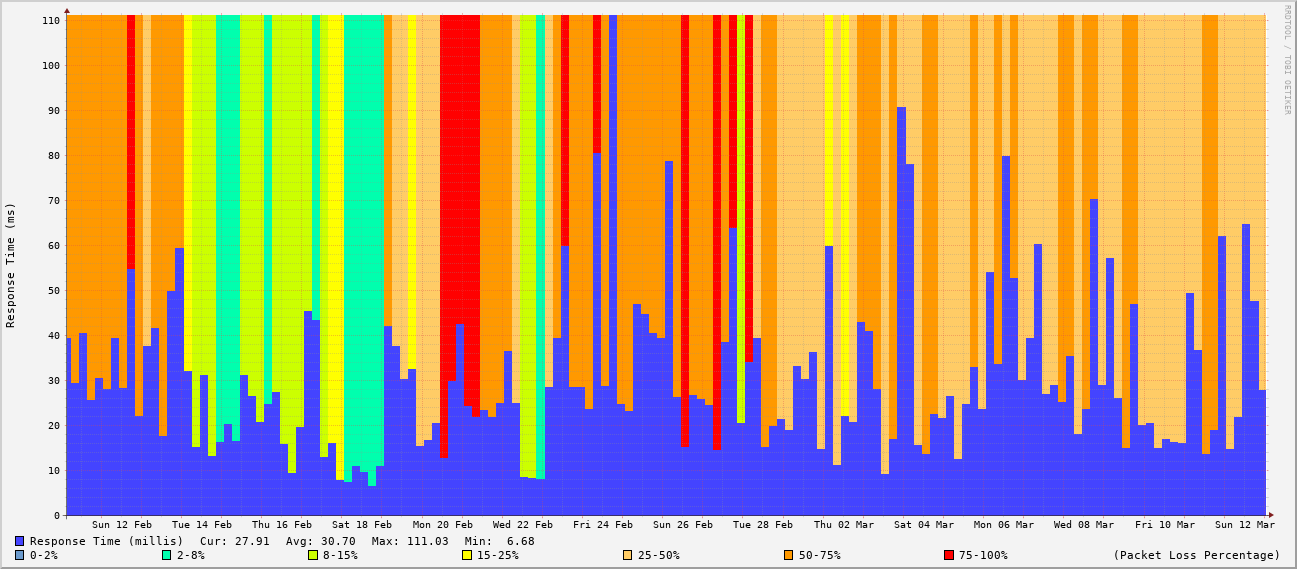 RRDTOOL / TOBI OETIKER
Response Time (ms)
110
100
90
80
70
60
50
40
30
20
10
0
Sun 12 Feb Tue 14 Feb Thu 16 Feb Sat 18 Feb Mon 20 Feb Wed 22 Feb Fri 24 Feb Sun 26 Feb Tue 28 Feb Thu 02 Mar Sat 04 Mar Mon 06 Mar Wed 08 Mar Fri 10 Mar Sun 12 Mar
Response Time (millis) Cur: 27.91 Avg: 30.70 Max: 111.03 Min: 6.68
0-2% 2-8% 8-15% 15-25% 25-50% 50-75% 75-100% (Packet Loss Percentage)